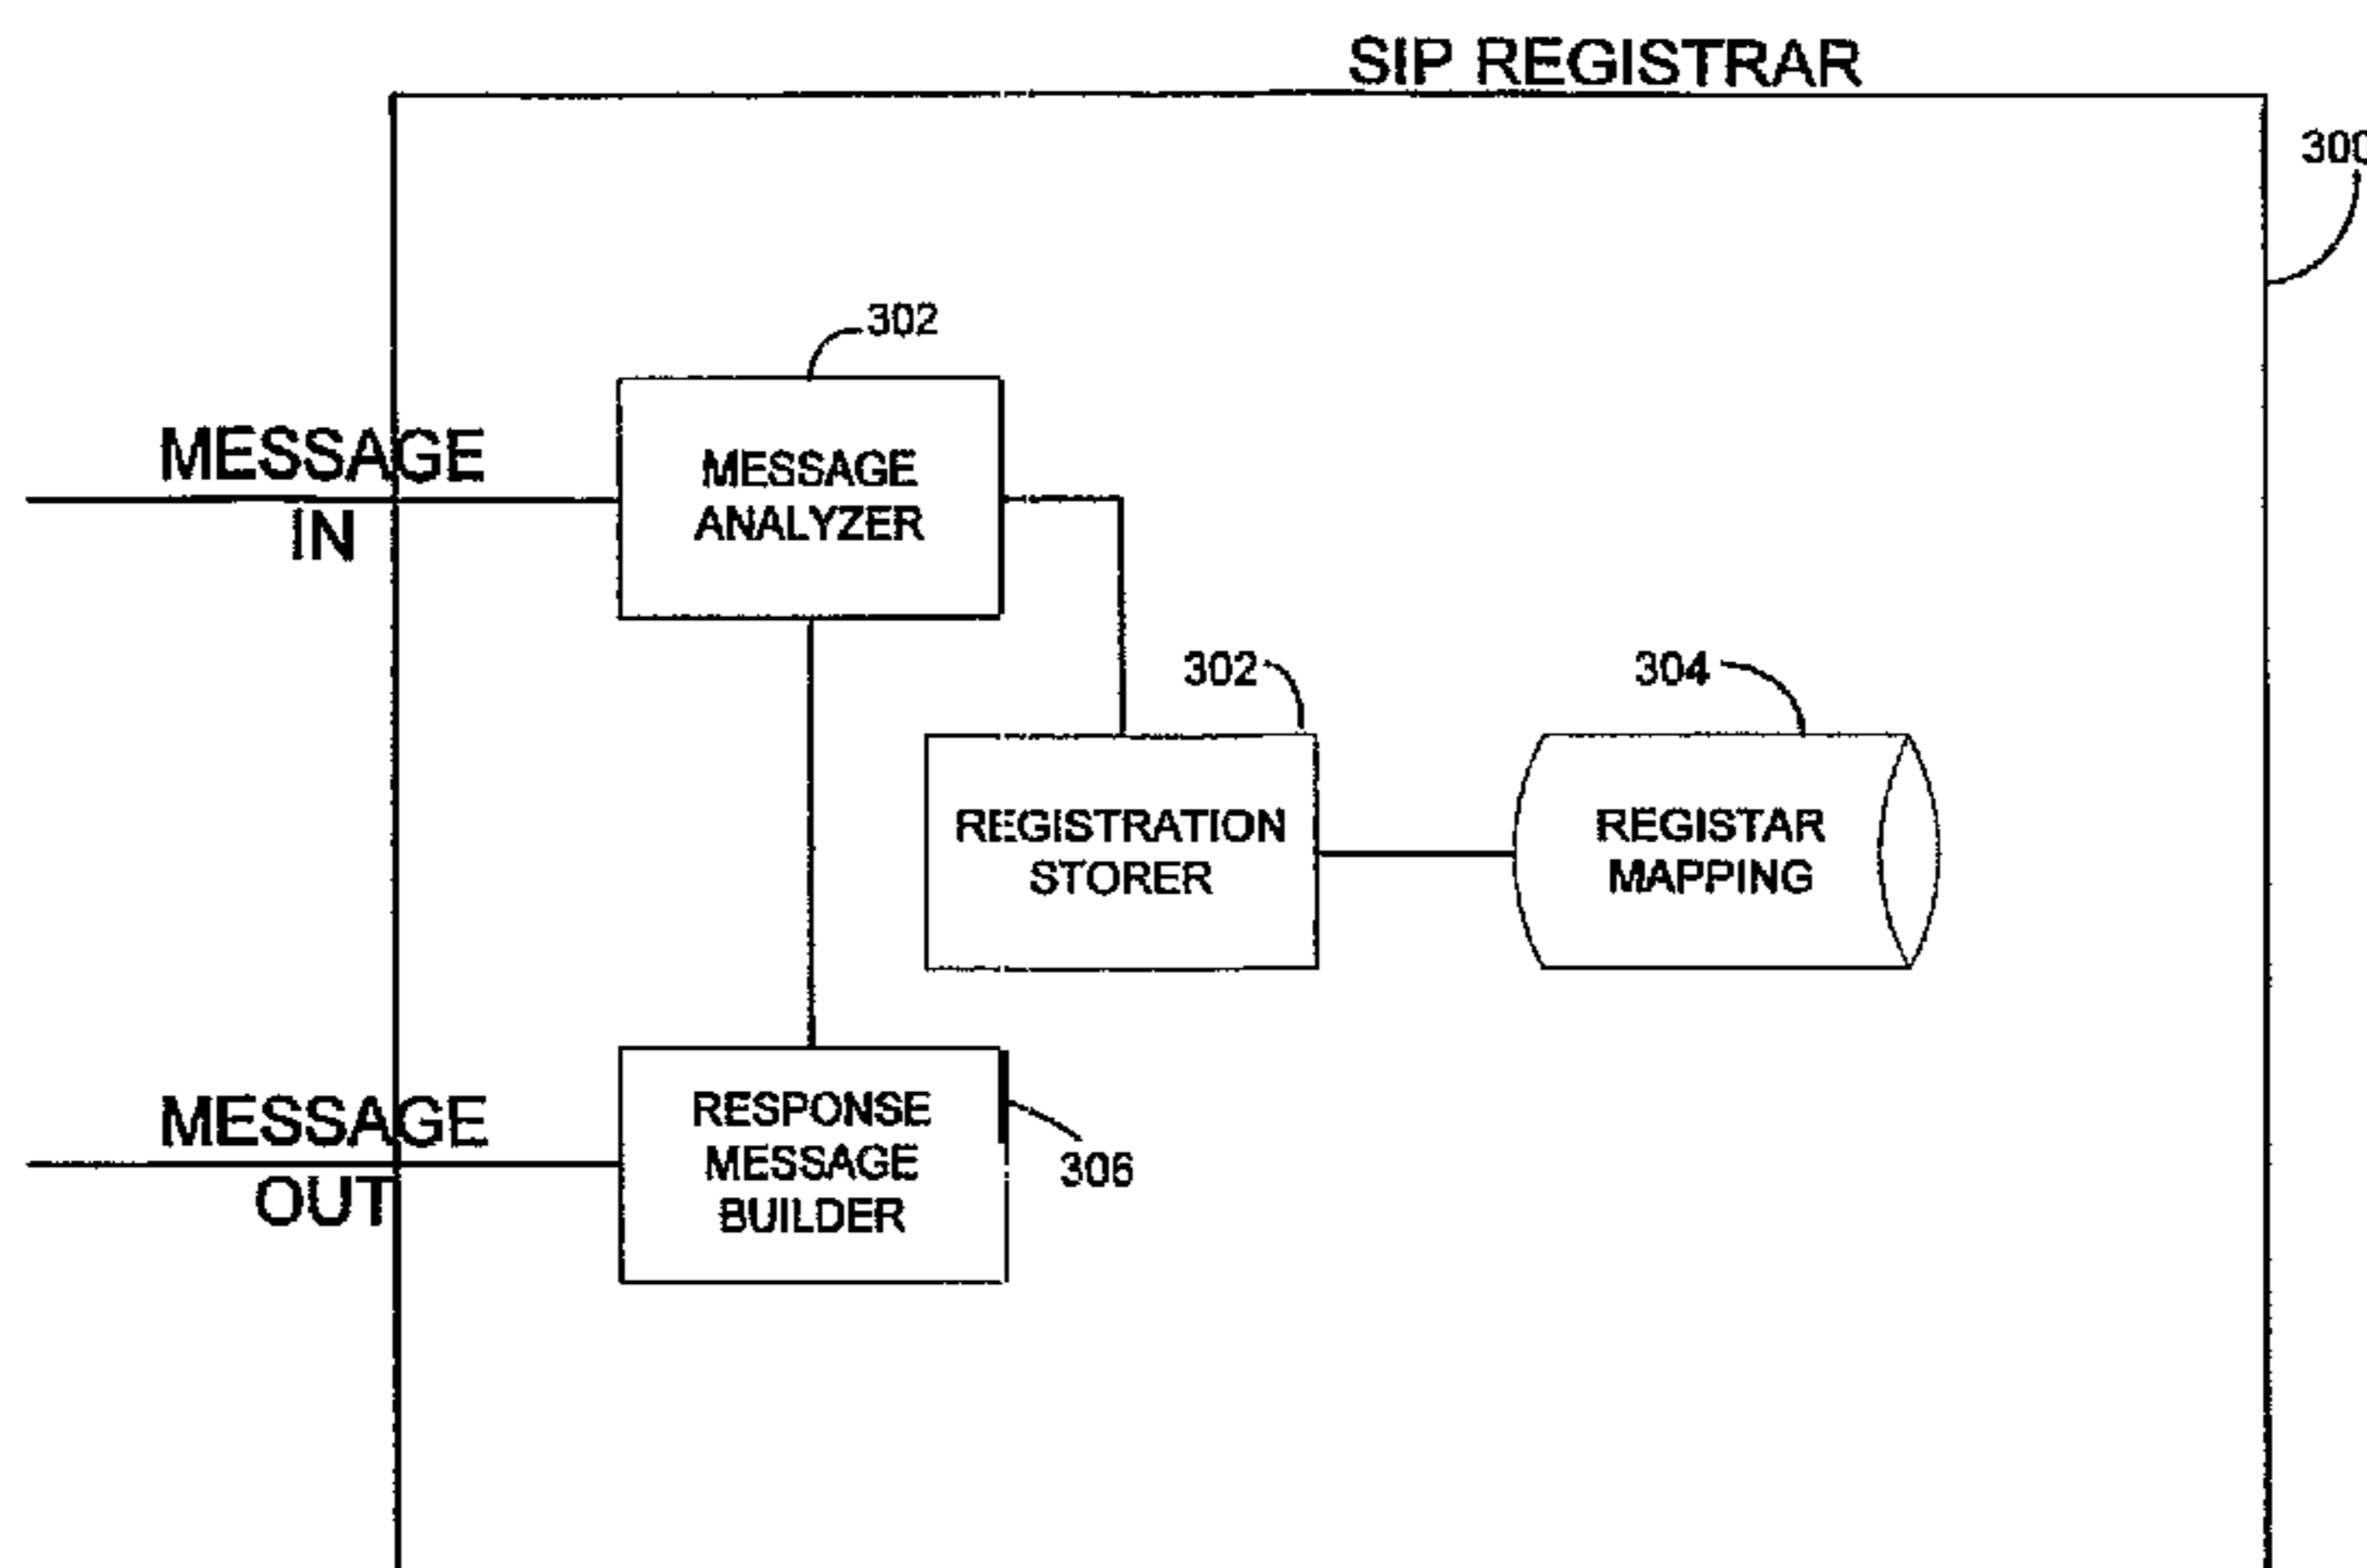 SIP REGISTRAR
300
302
MESSAGE
IN
MESSAGE
ANALYZER
302
304
REGISTRATION
STORER
REGISTAR
MAPPING
MESSAGE
OUT
RESPONSE
MESSAGE
BUILDER
306